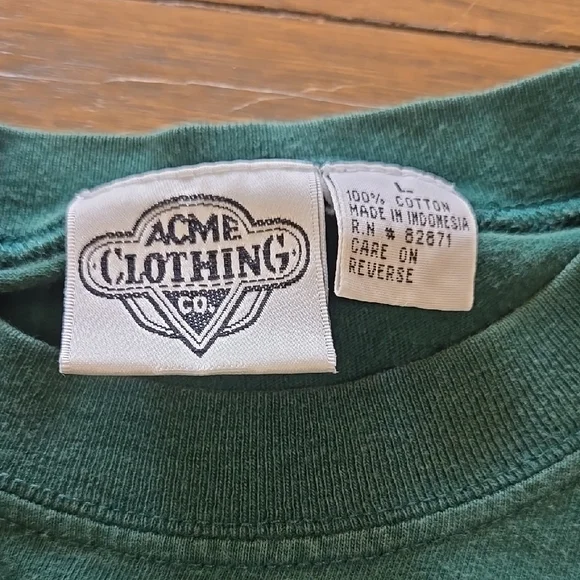 ACME
CLOTHING
CO.
L
100% COTTON
MADE IN INDONESIA
R.N # 82871
CARE ON
REVERSE